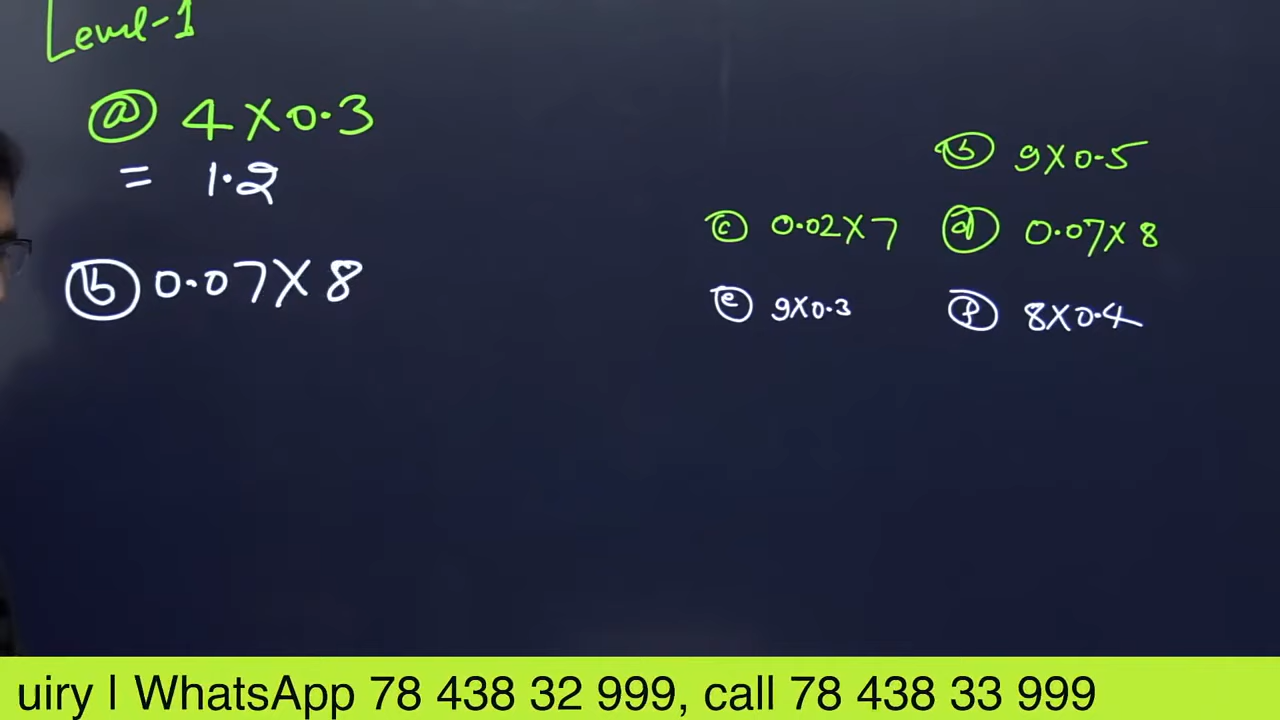 Level-1
ⓐ 4×0.3
= 1.2
ⓑ 0.07×8
ⓑ 9×0.5
ⓒ 0.02×7 ⓓ 0.07×8
ⓔ 9×0.3 ⓕ 8×0.4
uiry | WhatsApp 78 438 32 999, call 78 438 33 999